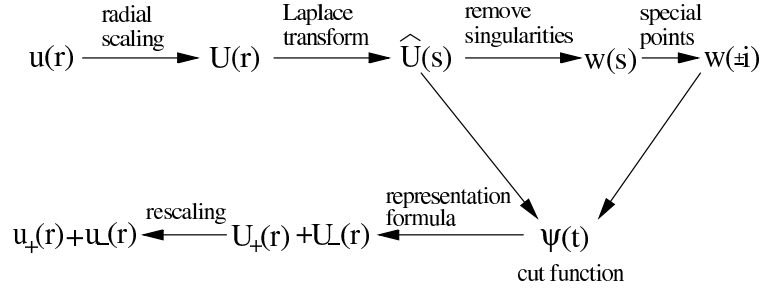 radial scaling
Laplace transform
remove singularities
special points
u(r) U(r) Û(s) w(s) w(±i)
representation formula
rescaling
u₊(r)+u₋(r) U₊(r)+U₋(r) ψ(t)
cut function